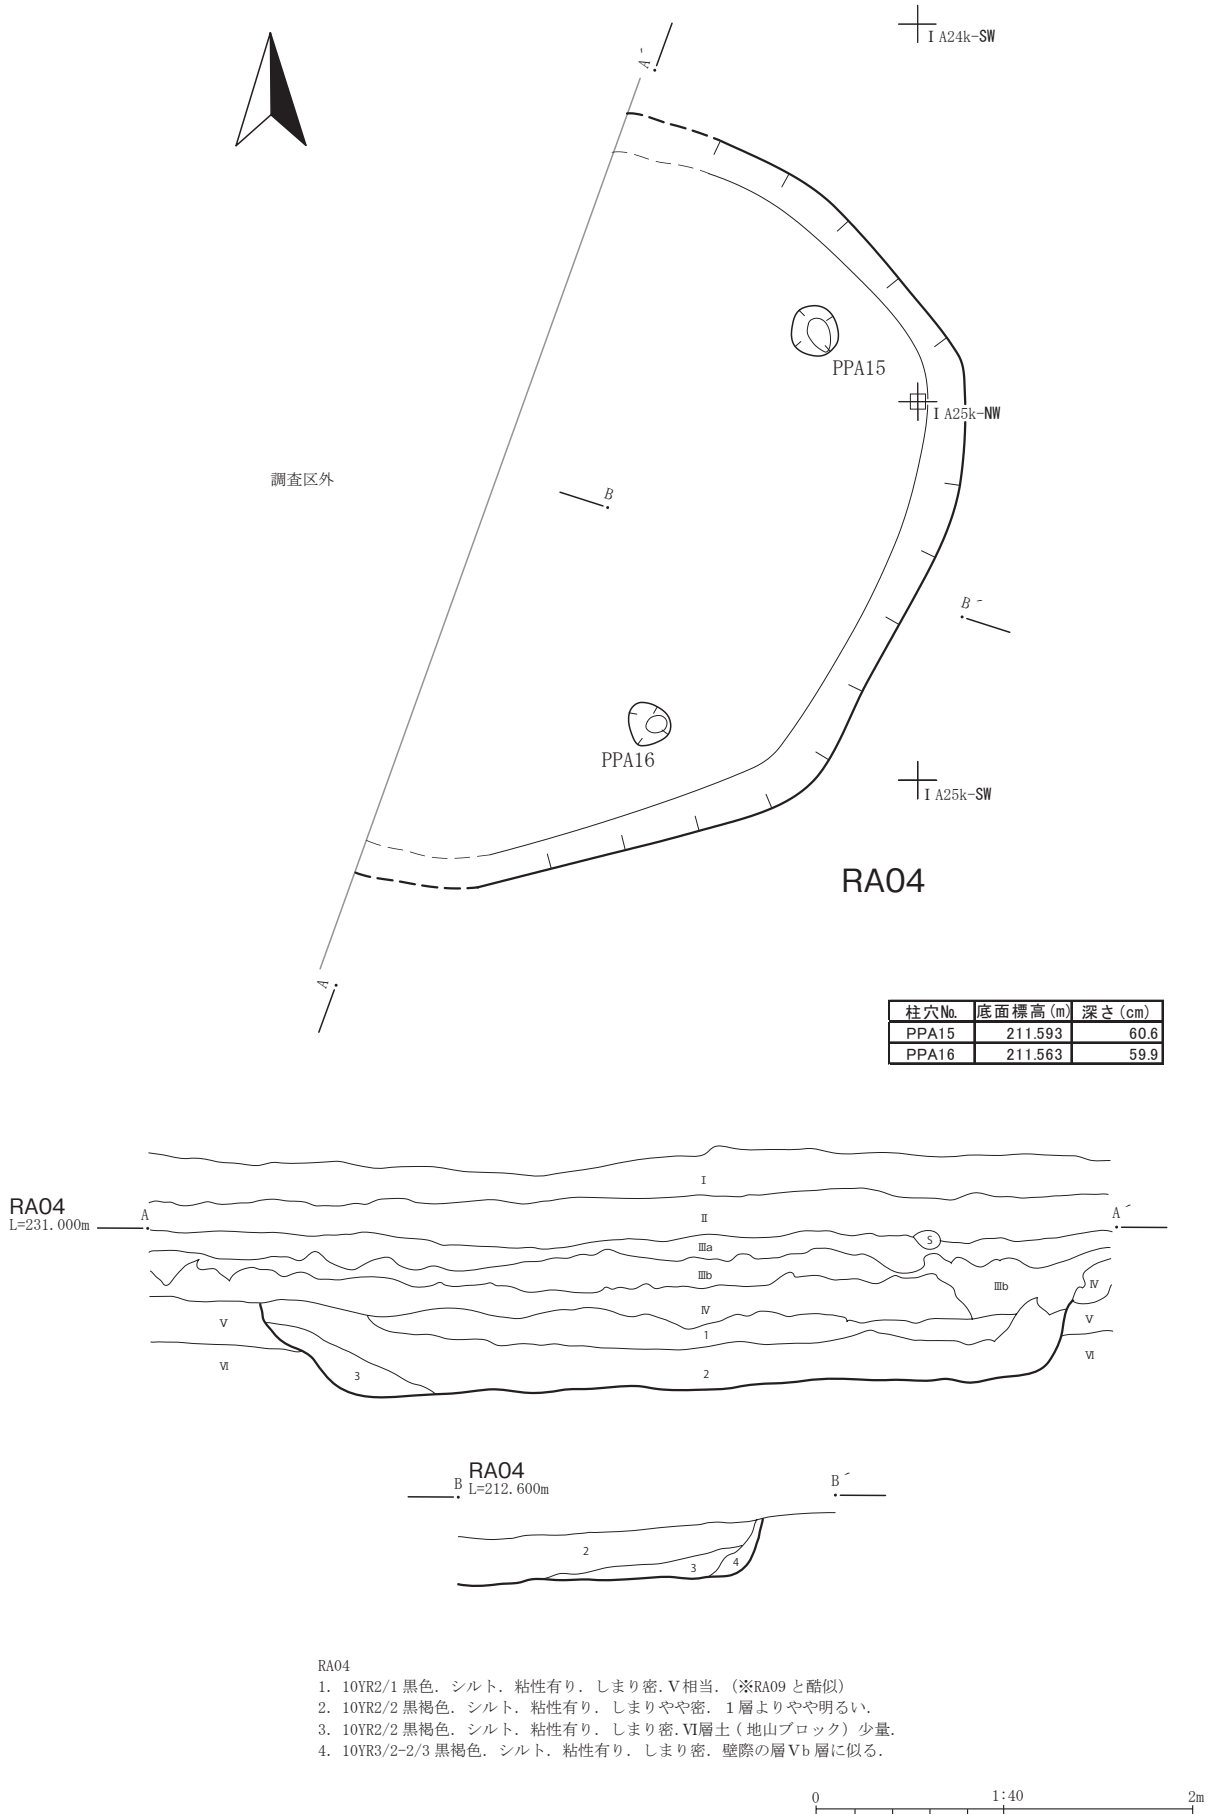 I A24k-SW
A´
PPA15
I A25k-NW
調査区外
B
B´
PPA16
I A25k-SW
RA04
A
柱穴No. 底面標高(m) 深さ(cm)
PPA15 211.593 60.6
PPA16 211.563 59.9
I
RA04
L=231.000m
A
A´
II
S
IIIa
IIIb
IIIb
IV
IV
V
1
V
VI
VI
2
3
RA04
L=212.600m
B
B´
2
3
4
RA04
1. 10YR2/1 黒色. シルト. 粘性有り. しまり密.Ⅴ相当. (※RA09 と酷似)
2. 10YR2/2 黒褐色. シルト. 粘性有り. しまりやや密. 1層よりやや明るい.
3. 10YR2/2 黒褐色. シルト. 粘性有り. しまり密.Ⅵ層土 ( 地山ブロック) 少量.
4. 10YR3/2-2/3 黒褐色. シルト. 粘性有り. しまり密. 壁際の層Ⅴb 層に似る.
0 1:40 2m